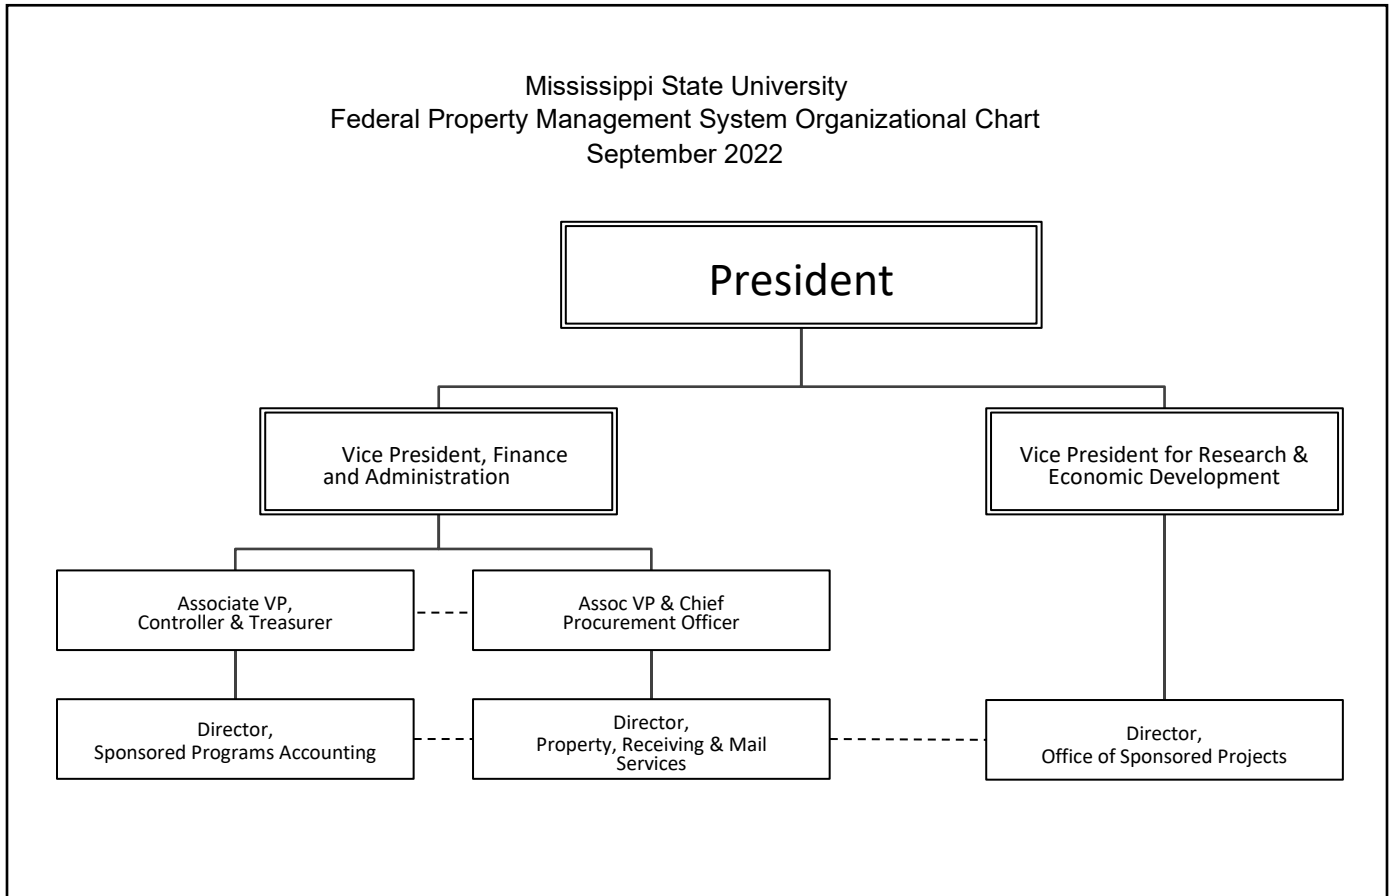 Mississippi State University
Federal Property Management System Organizational Chart
September 2022
President
Vice President, Finance
and Administration
Vice President for Research &
Economic Development
Associate VP,
Controller & Treasurer
Assoc VP & Chief
Procurement Officer
Director,
Sponsored Programs Accounting
Director,
Property, Receiving & Mail
Services
Director,
Office of Sponsored Projects